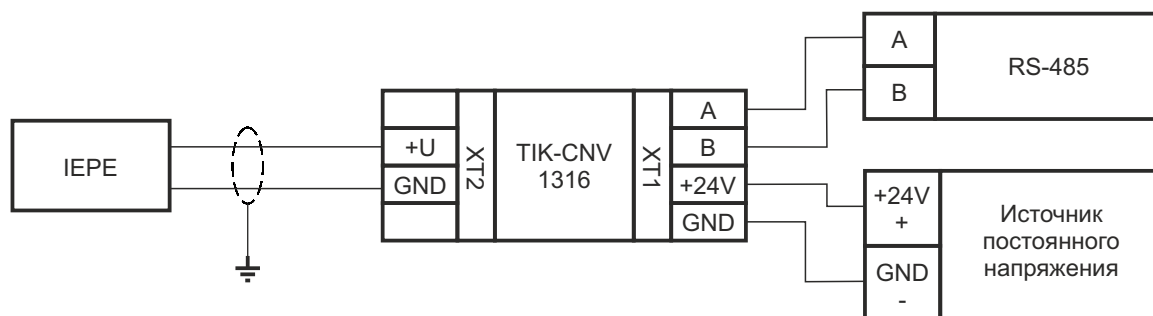 IEPE
+U
GND
XT2
TIK-CNV
1316
XT1
A
B
+24V
GND
A
B
RS-485
+24V
+
GND
-
Источник
постоянного
напряжения